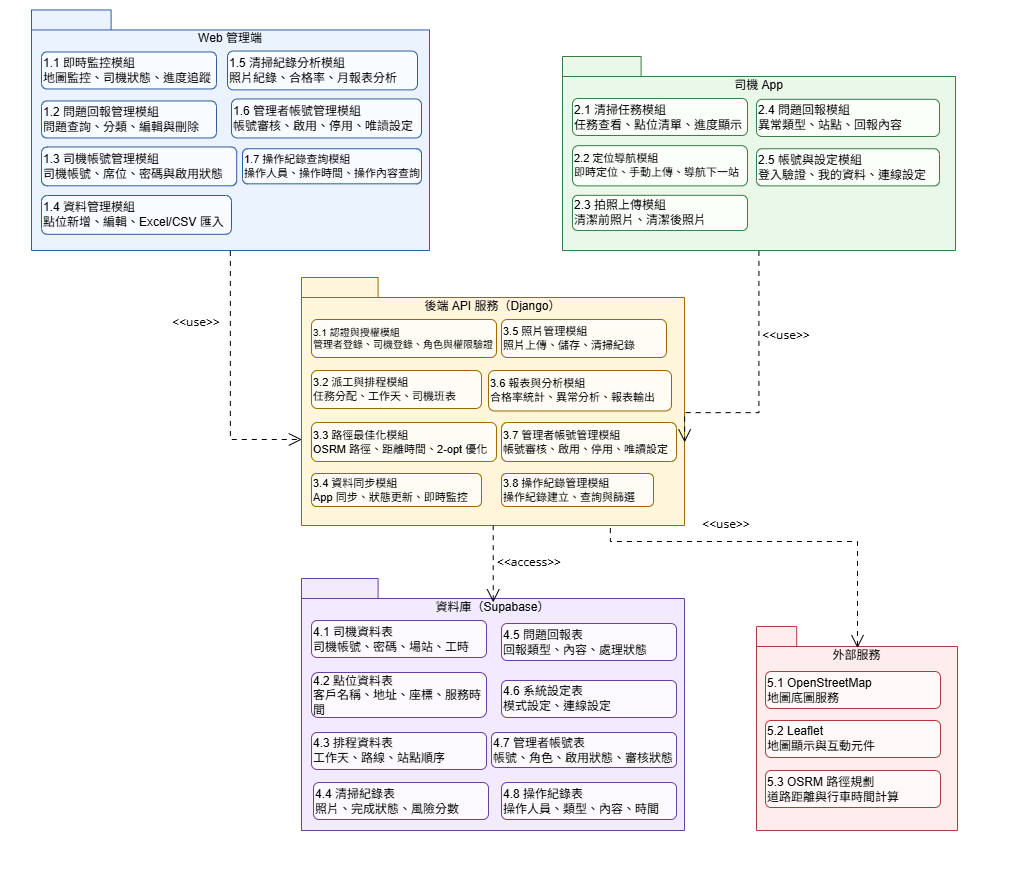 Web 管理端
1.1 即時監控模組
地圖監控、司機狀態、進度追蹤
1.5 清掃紀錄分析模組
照片紀錄、合格率、月報表分析
1.2 問題回報管理模組
問題查詢、分類、編輯與刪除
1.6 管理者帳號管理模組
帳號審核、啟用、停用、唯讀設定
1.3 司機帳號管理模組
司機帳號、席位、密碼與啟用狀態
1.7 操作紀錄查詢模組
操作人員、操作時間、操作內容查詢
1.4 資料管理模組
點位新增、編輯、Excel/CSV 匯入
司機 App
2.1 清掃任務模組
任務查看、點位清單、進度顯示
2.4 問題回報模組
異常類型、站點、回報內容
2.2 定位導航模組
即時定位、手動上傳、導航下一站
2.5 帳號與設定模組
登入驗證、我的資料、連線設定
2.3 拍照上傳模組
清潔前照片、清潔後照片
<<use>>
<<use>>
後端 API 服務（Django）
3.1 認證與授權模組
管理者登錄、司機登錄、角色與權限驗證
3.5 照片管理模組
照片上傳、儲存、清掃紀錄
3.2 派工與排程模組
任務分配、工作天、司機班表
3.6 報表與分析模組
合格率統計、異常分析、報表輸出
3.3 路徑最佳化模組
OSRM 路徑、距離時間、2-opt 優化
3.7 管理者帳號管理模組
帳號審核、啟用、停用、唯讀設定
3.4 資料同步模組
App 同步、狀態更新、即時監控
3.8 操作紀錄管理模組
操作紀錄建立、查詢與篩選
<<use>>
<<access>>
資料庫（Supabase）
4.1 司機資料表
司機帳號、密碼、場站、工時
4.5 問題回報表
回報類型、內容、處理狀態
4.2 點位資料表
客戶名稱、地址、座標、服務時
間
4.6 系統設定表
模式設定、連線設定
4.3 排程資料表
工作天、路線、站點順序
4.7 管理者帳號表
帳號、角色、啟用狀態、審核狀態
4.4 清掃紀錄表
照片、完成狀態、風險分數
4.8 操作紀錄表
操作人員、類型、內容、時間
外部服務
5.1 OpenStreetMap
地圖底圖服務
5.2 Leaflet
地圖顯示與互動元件
5.3 OSRM 路徑規劃
道路距離與行車時間計算